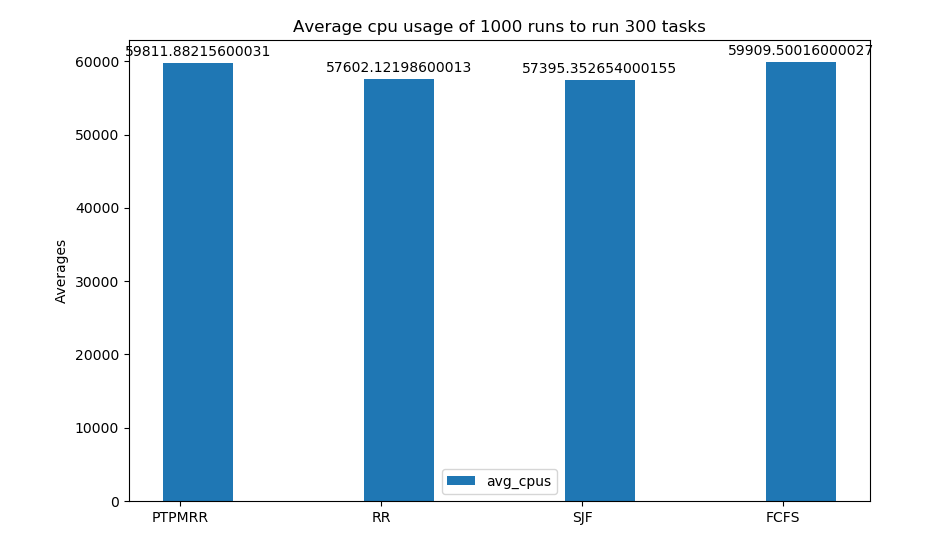 Average cpu usage of 1000 runs to run 300 tasks
59811.88215600031
57602.12198600013
57395.352654000155
59909.50016000027
60000
50000
40000
30000
20000
10000
0
Averages
avg_cpus
PTPMRR
RR
SJF
FCFS